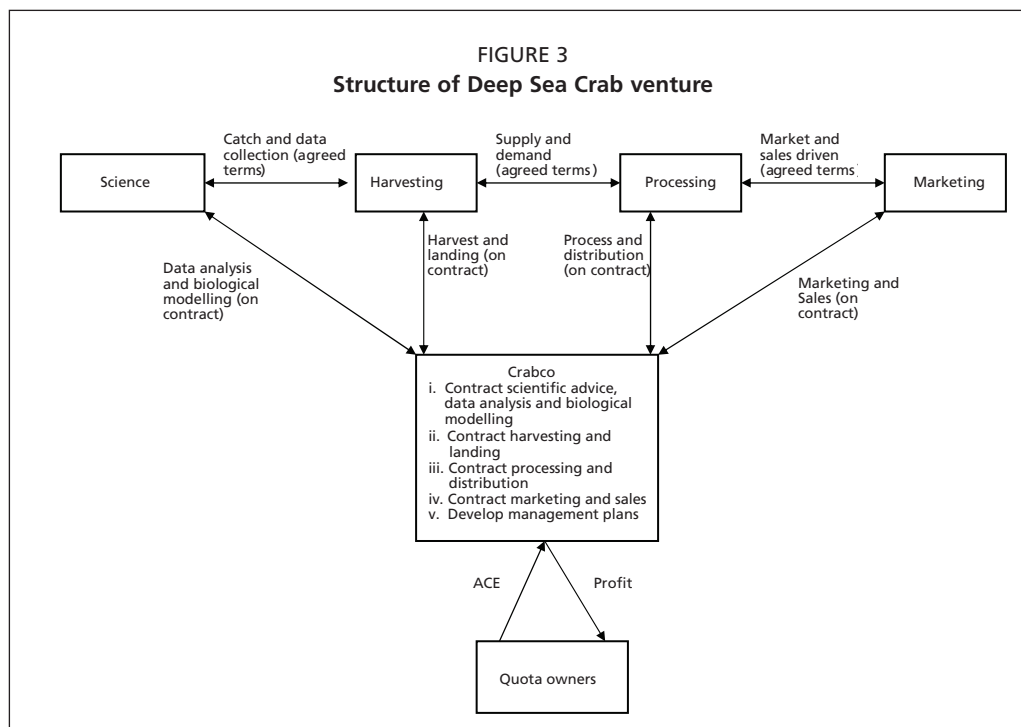 FIGURE 3
Structure of Deep Sea Crab venture
Catch and data
collection (agreed
terms)
Supply and
demand
(agreed terms)
Market and
sales driven
(agreed terms)
Science
Harvesting
Processing
Marketing
Data analysis
and biological
modelling (on
contract)
Harvest and
landing (on
contract)
Process and
distribution
(on contract)
Marketing and
Sales (on
contract)
Crabco
i. Contract scientific advice,
data analysis and biological
modelling
ii. Contract harvesting and
landing
iii. Contract processing and
distribution
iv. Contract marketing and sales
v. Develop management plans
ACE
Profit
Quota owners